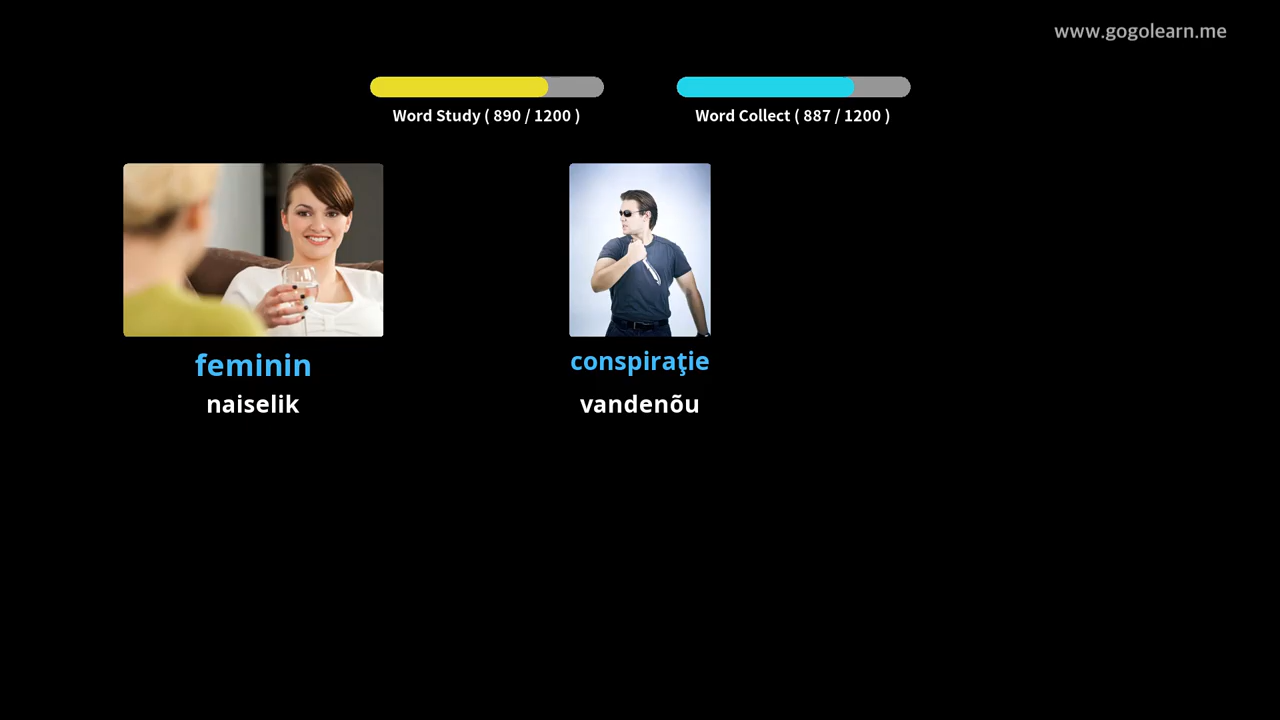 www.gogolearn.me
Word Study ( 890 / 1200 )
Word Collect ( 887 / 1200 )
feminin
naiselik
conspiraţie
vandenõu